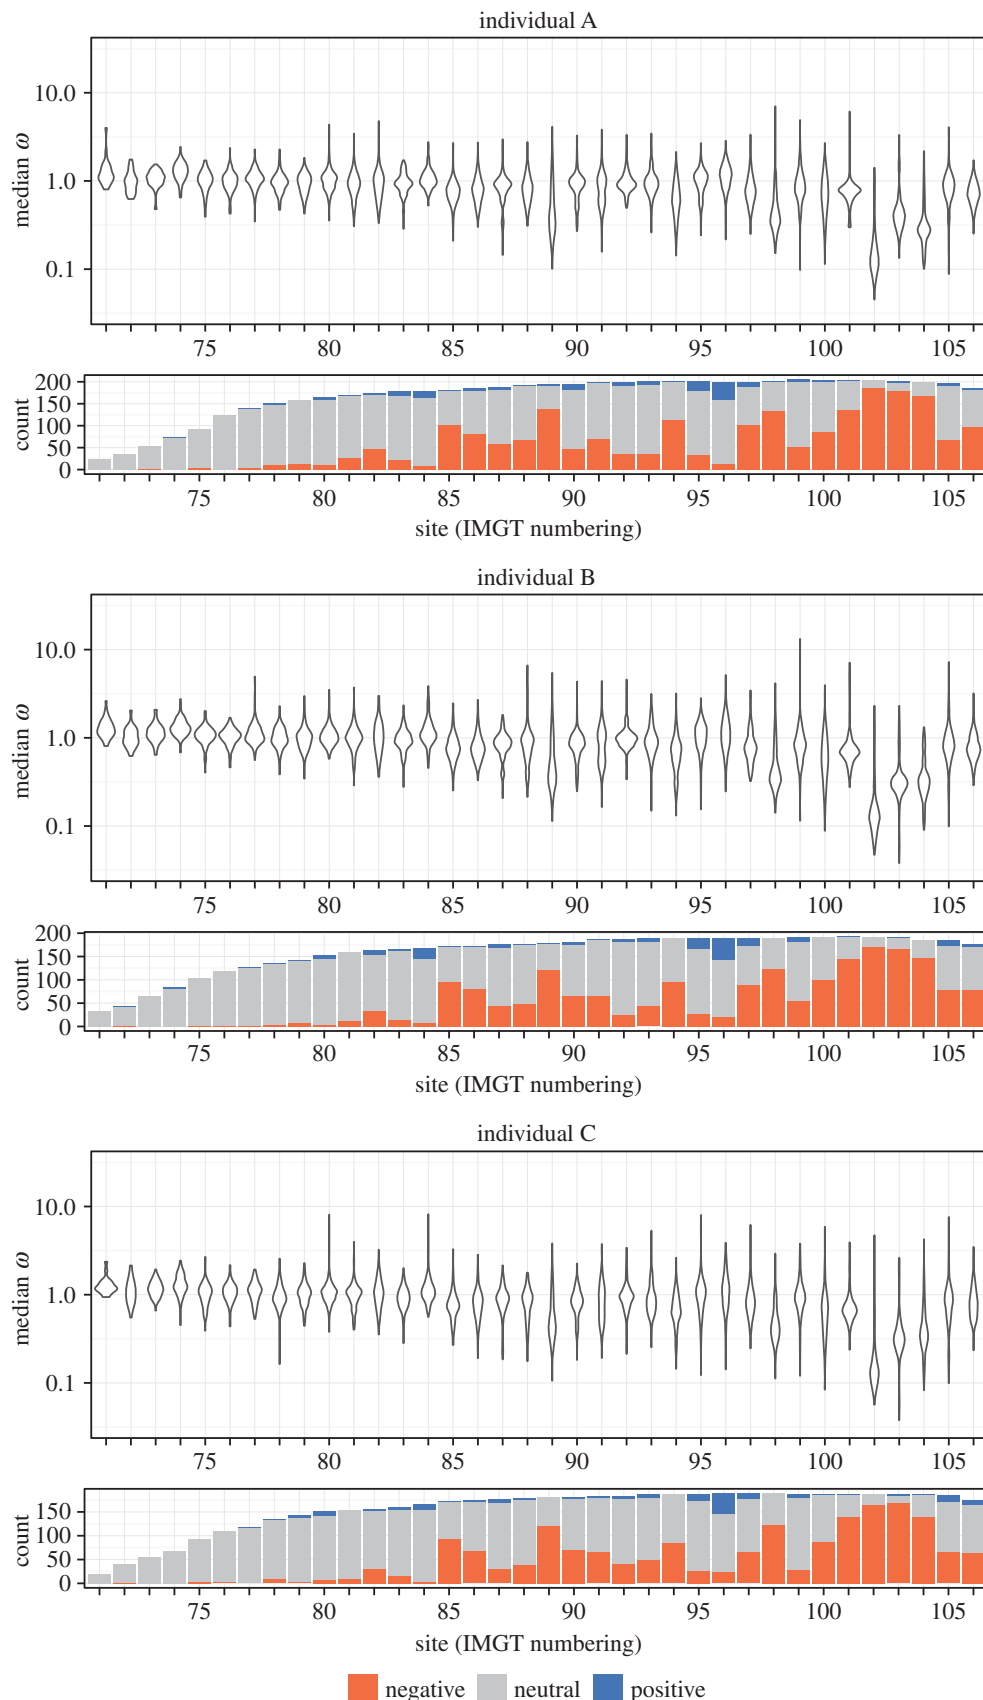 individual A
10.0
1.0
0.1
median ω
75 80 85 90 95 100 105
200
150
100
50
0
count
75 80 85 90 95 100 105
site (IMGT numbering)
individual B
10.0
1.0
0.1
median ω
75 80 85 90 95 100 105
200
150
100
50
0
count
75 80 85 90 95 100 105
site (IMGT numbering)
individual C
10.0
1.0
0.1
median ω
75 80 85 90 95 100 105
150
100
50
0
count
75 80 85 90 95 100 105
site (IMGT numbering)
negative neutral positive